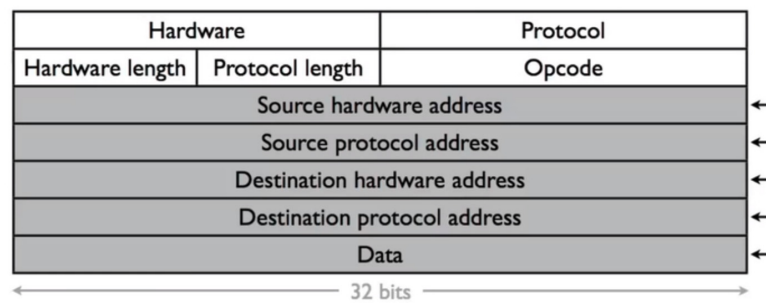 Hardware Protocol
Hardware length Protocol length Opcode
Source hardware address
Source protocol address
Destination hardware address
Destination protocol address
Data
32 bits